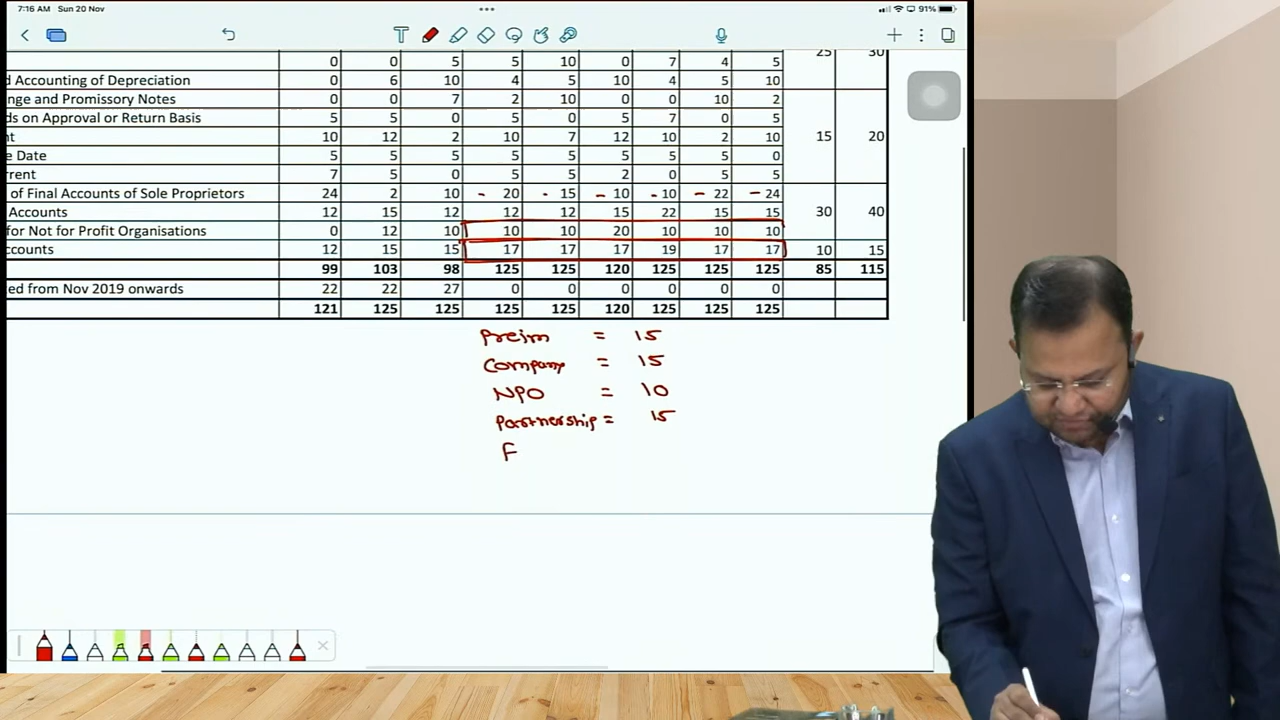 7:16 AM Sun 20 Nov
91%
0 0 5 5 10 0 7 4 5 25 30
d Accounting of Depreciation 0 6 10 4 5 10 4 5 10
nge and Promissory Notes 0 0 7 2 10 0 0 10 2
ds on Approval or Return Basis 5 5 0 5 0 5 7 0 5
nt 10 12 2 10 7 12 10 2 10 15 20
e Date 5 5 5 5 5 5 5 5 0
rrent 7 5 0 5 5 2 0 5 5
of Final Accounts of Sole Proprietors 24 2 10 - 20 - 15 - 10 - 10 - 22 - 24
Accounts 12 15 12 12 12 15 22 15 15 30 40
for Not for Profit Organisations 0 12 10 10 10 20 10 10 10
ccounts 12 15 15 17 17 17 19 17 17 10 15
99 103 98 125 125 120 125 125 125 85 115
ed from Nov 2019 onwards 22 22 27 0 0 0 0 0 0
121 125 125 125 125 120 125 125 125
= 15
Company = 15
NPO = 10
Partnership = 15
F